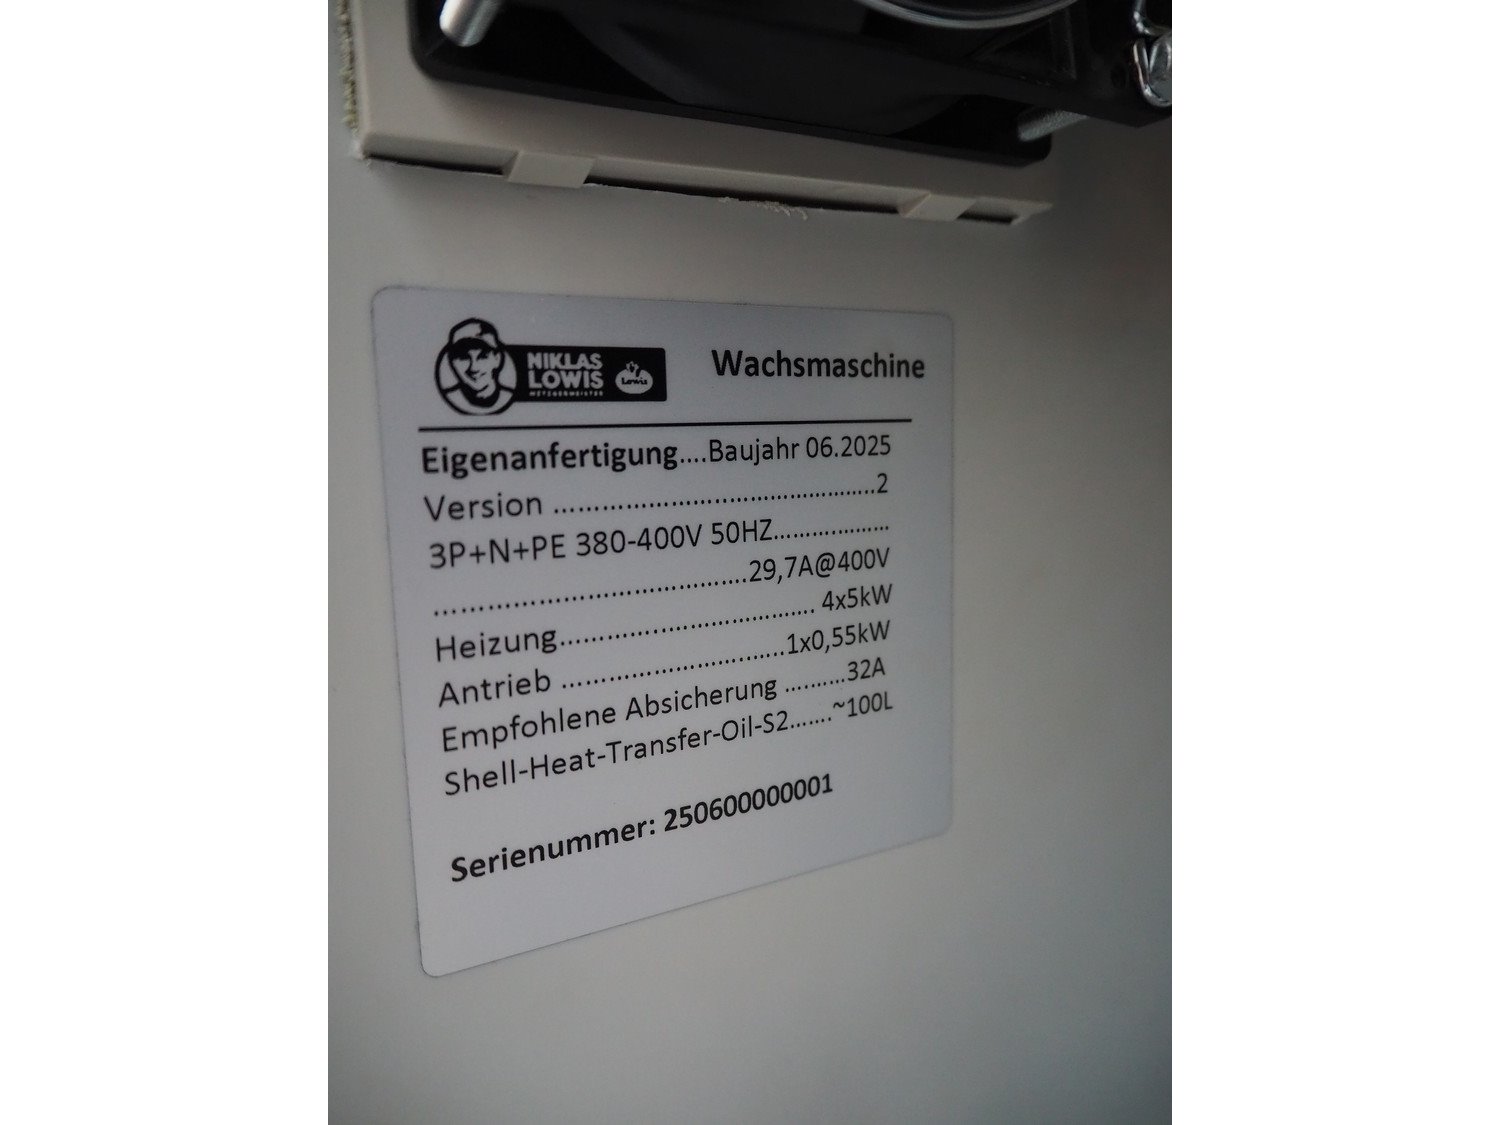 NIKLAS
LOWIS
METZGERMEISTER
Lowis
Wachsmaschine
Eigenanfertigung....Baujahr 06.2025
Version ...............................................2
3P+N+PE 380-400V 50HZ...................
..........................................29,7A@400V
Heizung..................................... 4x5kW
Antrieb .................................1x0,55kW
Empfohlene Absicherung ..........32A
Shell-Heat-Transfer-Oil-S2.......~100L
Serienummer: 250600000001